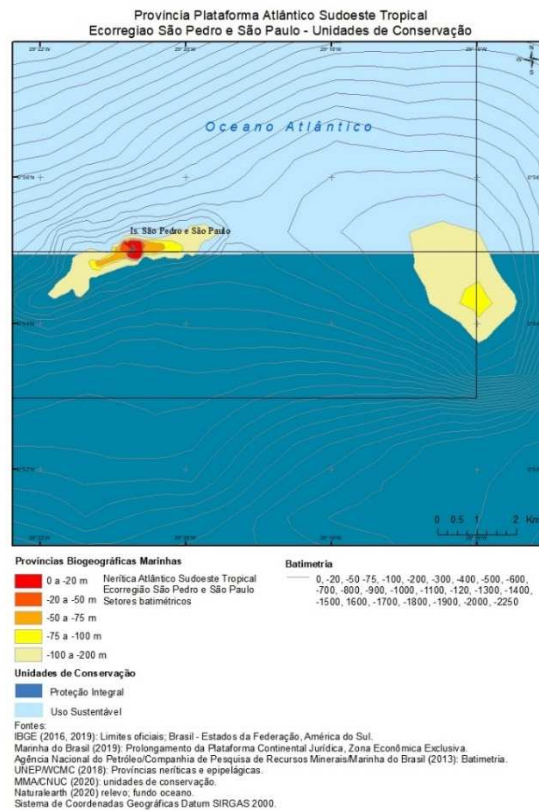 Província Plataforma Atlântico Sudoeste Tropical
Ecorregiao São Pedro e São Paulo - Unidades de Conservação
Oceano Atlântico
Is. São Pedro e São Paulo
0 0.5 1 2 Km
Províncias Biogeográficas Marinhas
0 a -20 m
-20 a -50 m
-50 a -75 m
-75 a -100 m
-100 a -200 m
Nerítica Atlântico Sudoeste Tropical
Ecorregião São Pedro e São Paulo
Setores batimétricos
Batimetria
0, -20, -50 -75, -100, -200, -300, -400, -500, -600,
-700, -800, -900, -1000, -1100, -120, -1300, -1400,
-1500, 1600, -1700, -1800, -1900, -2000, -2250
Unidades de Conservação
Proteção Integral
Uso Sustentável
Fontes:
IBGE (2016, 2019): Limites oficiais; Brasil - Estados da Federação, América do Sul.
Marinha do Brasil (2019): Prolongamento da Plataforma Continental Jurídica, Zona Econômica Exclusiva.
Agência Nacional do Petróleo/Companhia de Pesquisa de Recursos Minerais/Marinha do Brasil (2013): Batimetria.
UNEP/WCMC (2018): Províncias neríticas e epipelágicas.
MMA/CNUC (2020): unidades de conservação.
Naturalearth (2020) relevo; fundo oceano.
Sistema de Coordenadas Geográficas Datum SIRGAS 2000.